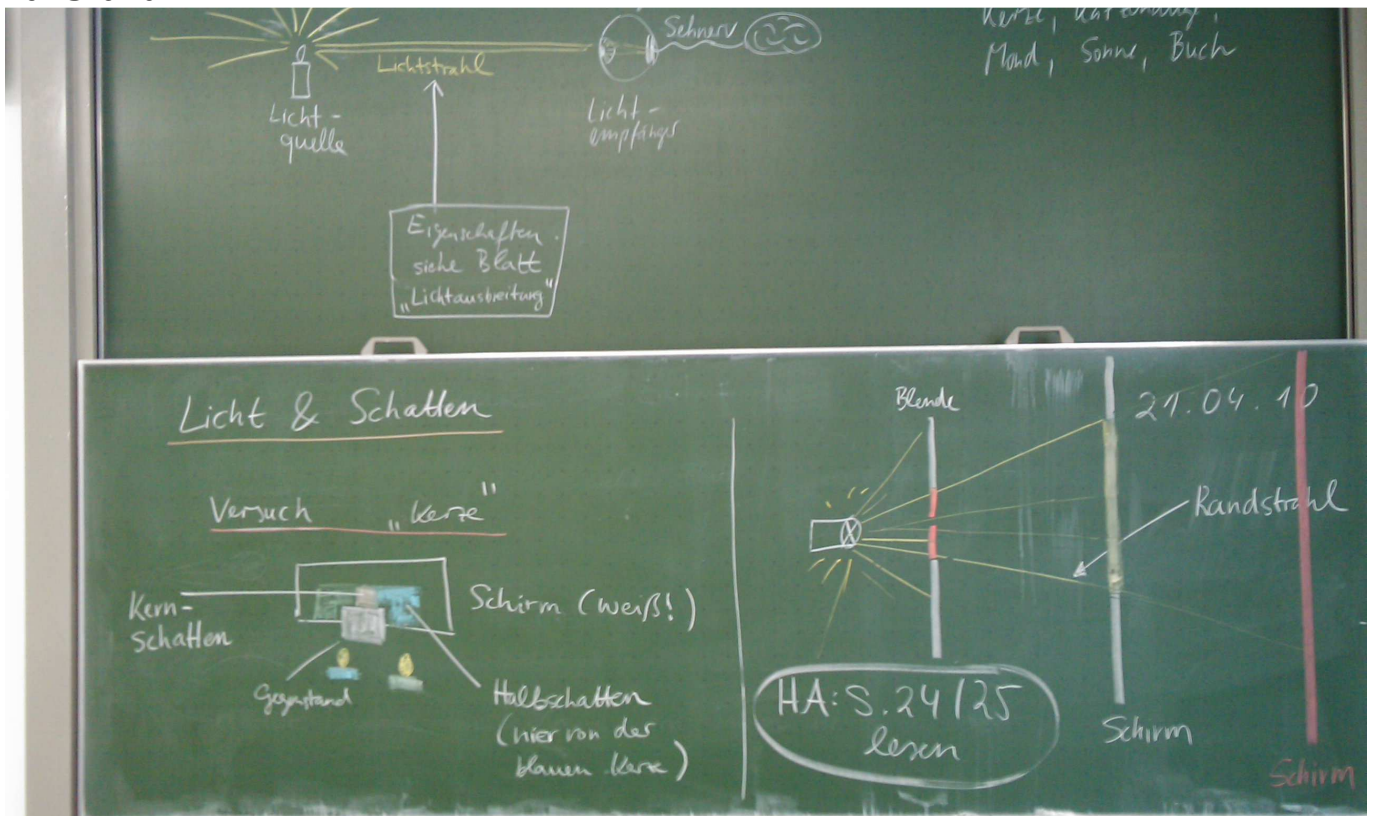 Sehnerv
Kerze,
Mond, Sonne, Buch
Lichtstrahl
Licht-
quelle
Licht-
empfänger
Eigenschaften
siehe Blatt
„Lichtausbreitung"
Licht & Schatten
Versuch „Kerze"
Kern-
schatten
Schirm (weiß!)
Gegenstand
Halbschatten
(hier von der
blauen Kerze)
Blende
21.04.10
Randstrahl
HA: S. 24/25
lesen
Schirm
Schirm